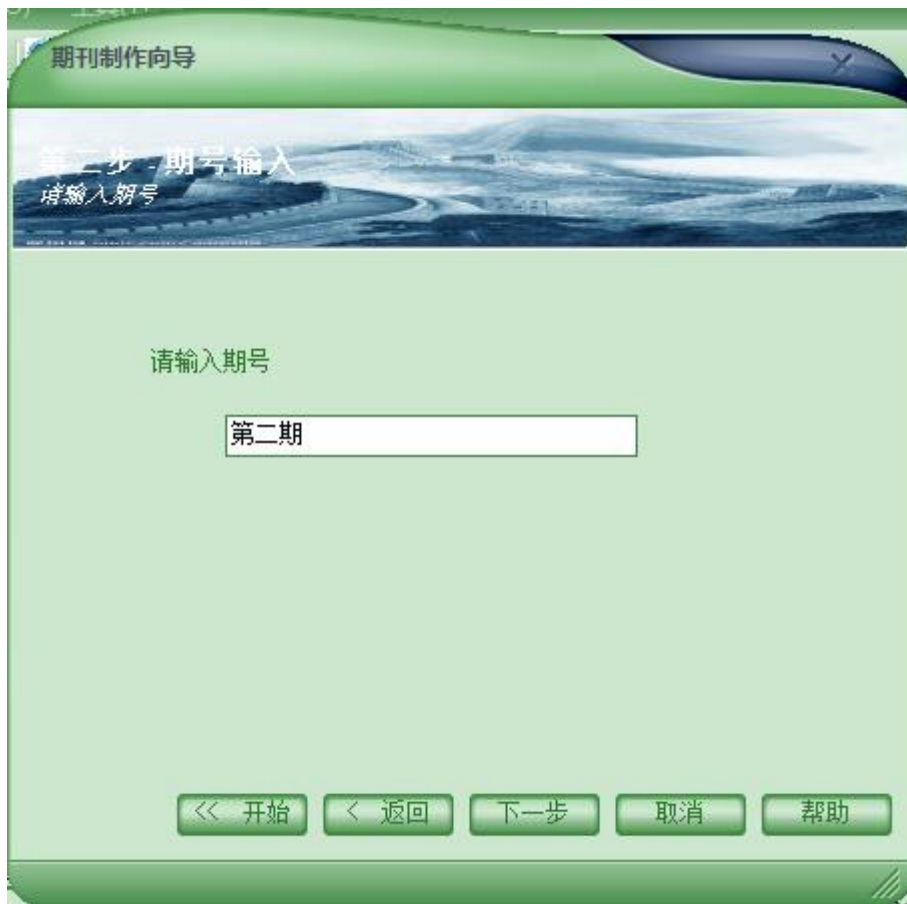 期刊制作向导
第二步 - 期号输入
请输入期号
请输入期号
第二期
<< 开始
< 返回
下一步
取消
帮助